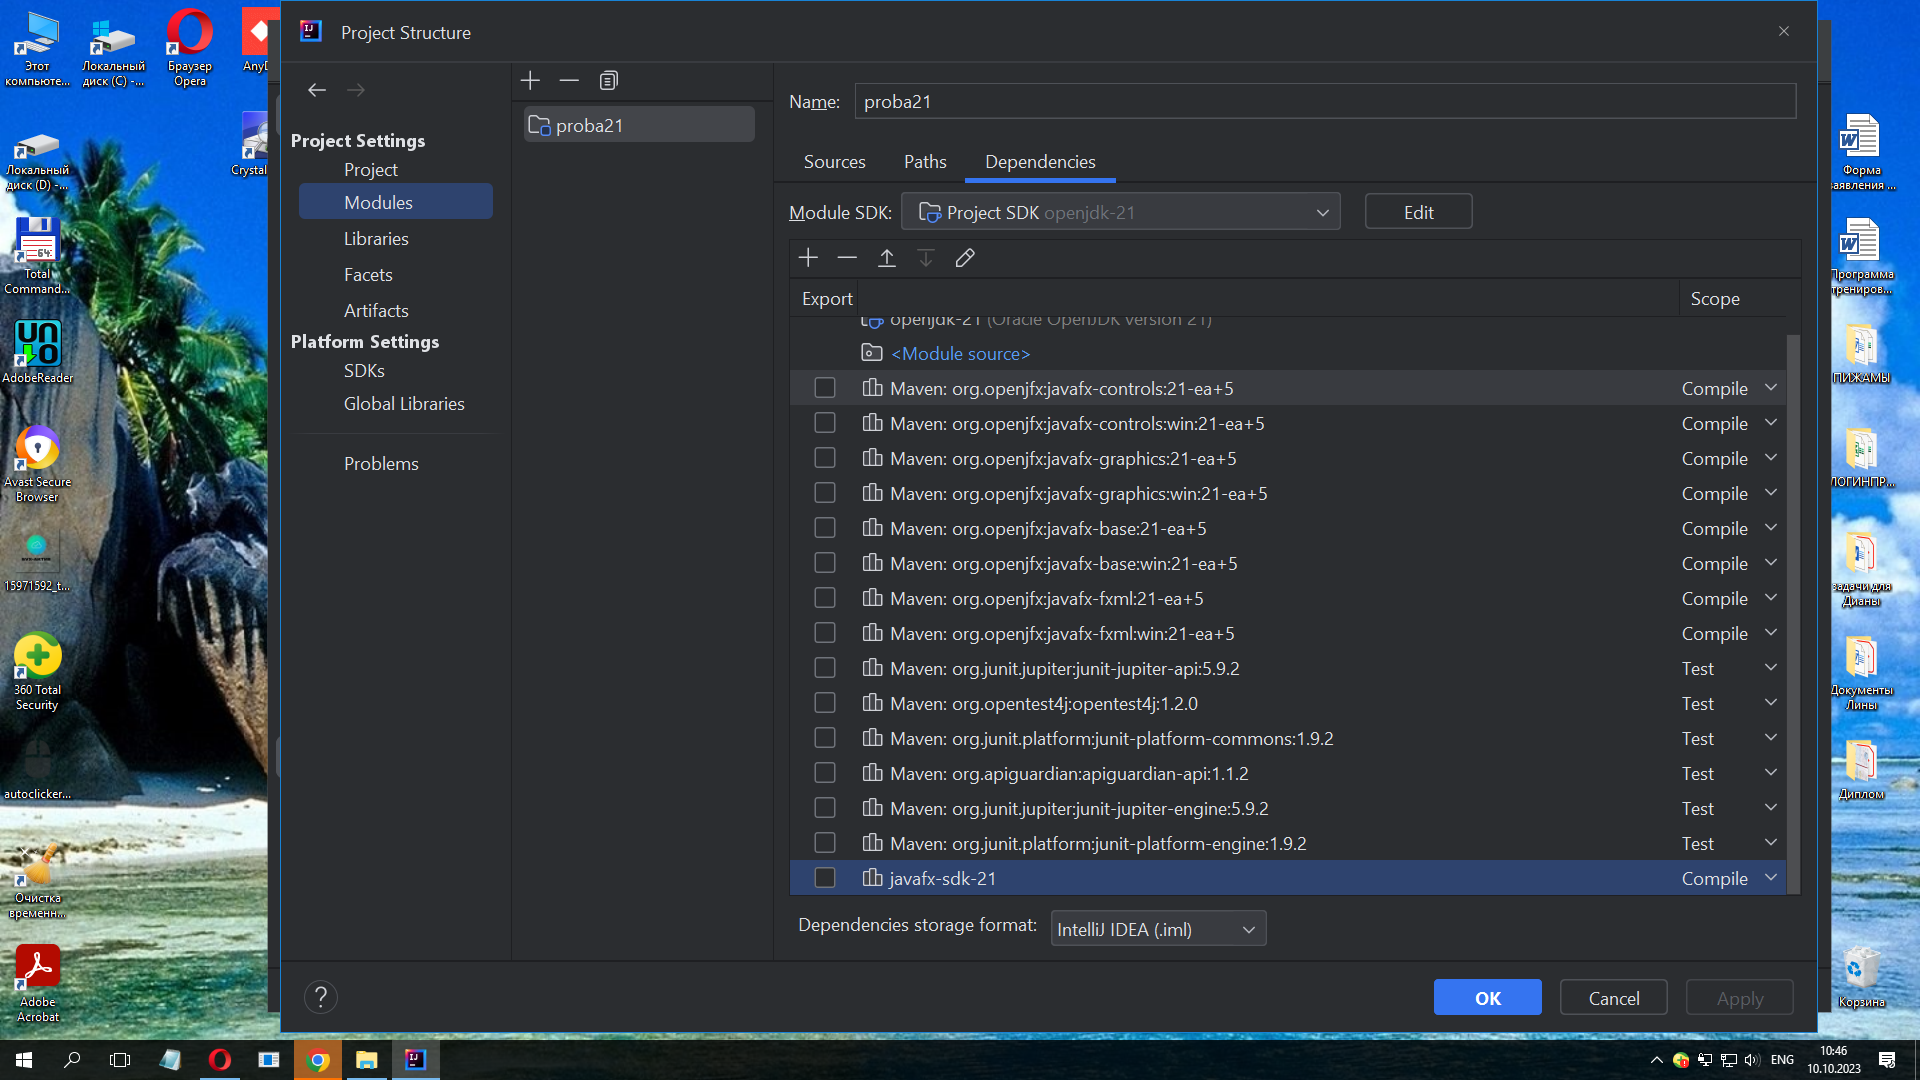 Этот
компьюте...
Локальный
диск (C) -...
Браузер
Opera
Локальный
диск (D) -...
Crystal
Total
Command...
AdobeReader
Avast Secure
Browser
15971592_t...
360 Total
Security
autoclicker...
Очистка
временн...
Adobe
Acrobat
Project Structure
Project Settings
Project
Modules
Libraries
Facets
Artifacts
Platform Settings
SDKs
Global Libraries
Problems
proba21
Name: proba21
Sources Paths Dependencies
Module SDK: Project SDK openjdk-21 Edit
Export Scope
openjdk-21 (Oracle OpenJDK version 21)
<Module source>
Maven: org.openjfx:javafx-controls:21-ea+5 Compile
Maven: org.openjfx:javafx-controls:win:21-ea+5 Compile
Maven: org.openjfx:javafx-graphics:21-ea+5 Compile
Maven: org.openjfx:javafx-graphics:win:21-ea+5 Compile
Maven: org.openjfx:javafx-base:21-ea+5 Compile
Maven: org.openjfx:javafx-base:win:21-ea+5 Compile
Maven: org.openjfx:javafx-fxml:21-ea+5 Compile
Maven: org.openjfx:javafx-fxml:win:21-ea+5 Compile
Maven: org.junit.jupiter:junit-jupiter-api:5.9.2 Test
Maven: org.opentest4j:opentest4j:1.2.0 Test
Maven: org.junit.platform:junit-platform-commons:1.9.2 Test
Maven: org.apiguardian:apiguardian-api:1.1.2 Test
Maven: org.junit.jupiter:junit-jupiter-engine:5.9.2 Test
Maven: org.junit.platform:junit-platform-engine:1.9.2 Test
javafx-sdk-21 Compile
Dependencies storage format: IntelliJ IDEA (.iml)
? OK Cancel Apply
Форма
аявления ...
Программа
трениров...
ПИЖАМЫ
ЛОГИНПР...
задачи для
Дианы
Документы
Лины
Диплом
Корзина
ENG
10:46
10.10.2023